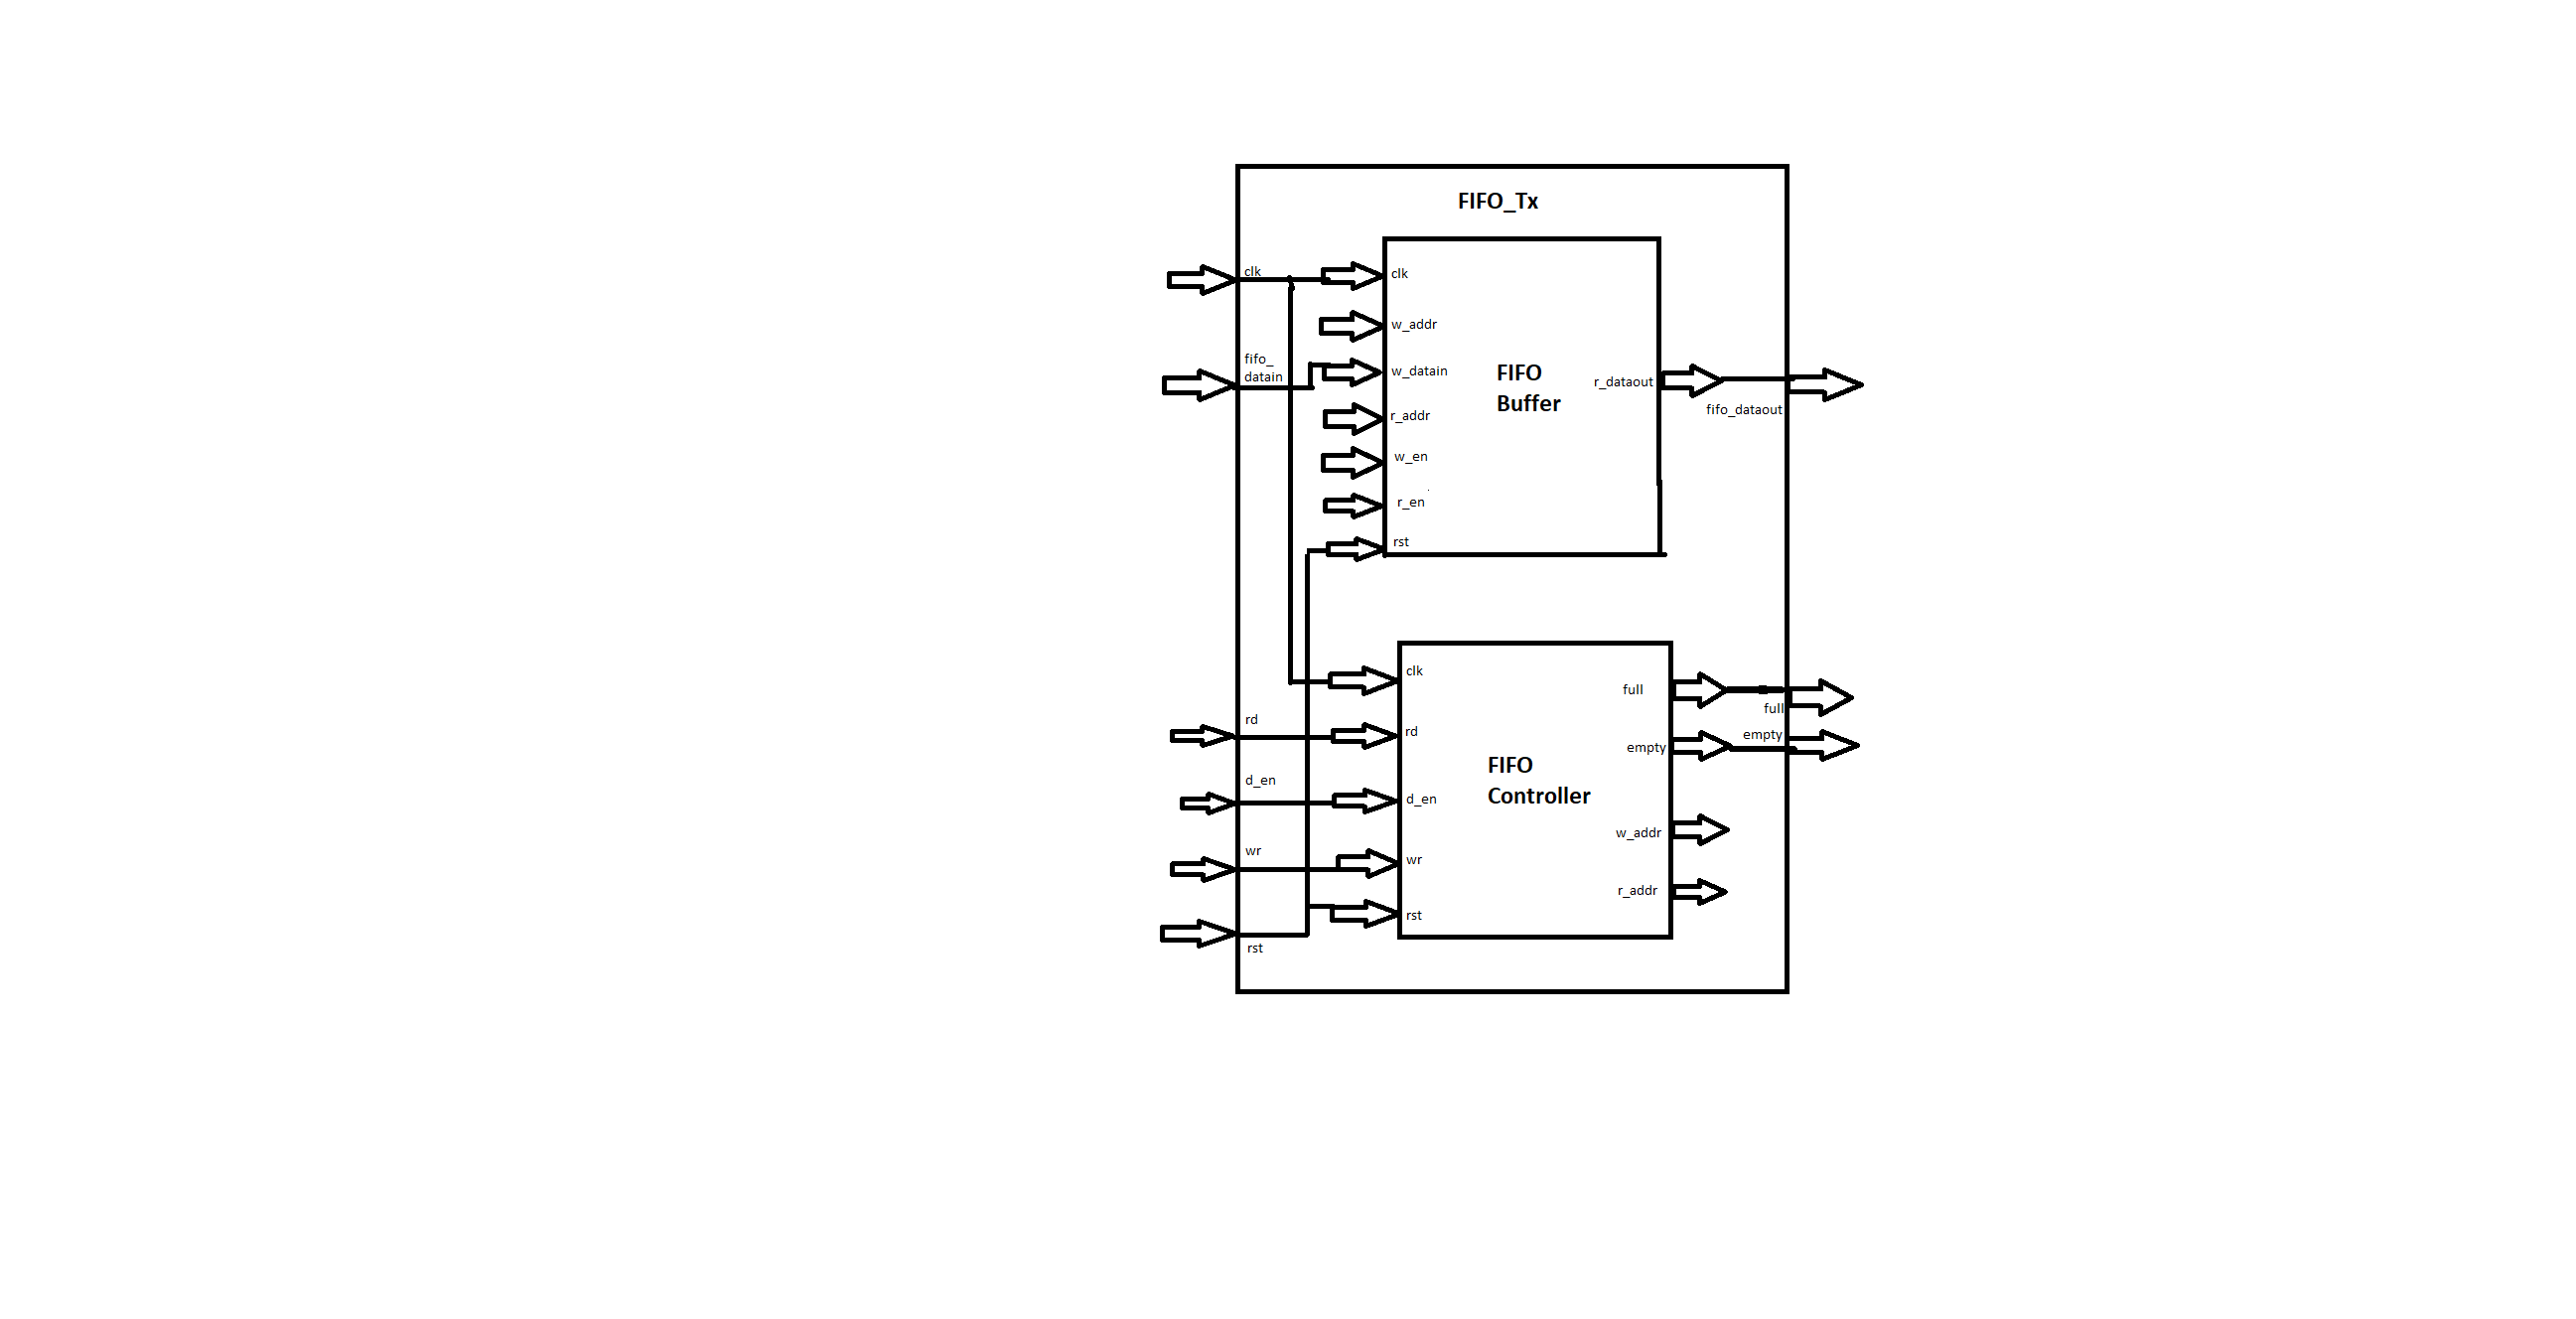 FIFO_Tx
clk
clk
w_addr
fifo_
datain
w_datain
FIFO
Buffer
r_dataout
fifo_dataout
r_addr
w_en
r_en
rst
clk
full
full
rd
rd
empty
empty
FIFO
Controller
d_en
d_en
w_addr
wr
wr
r_addr
rst
rst